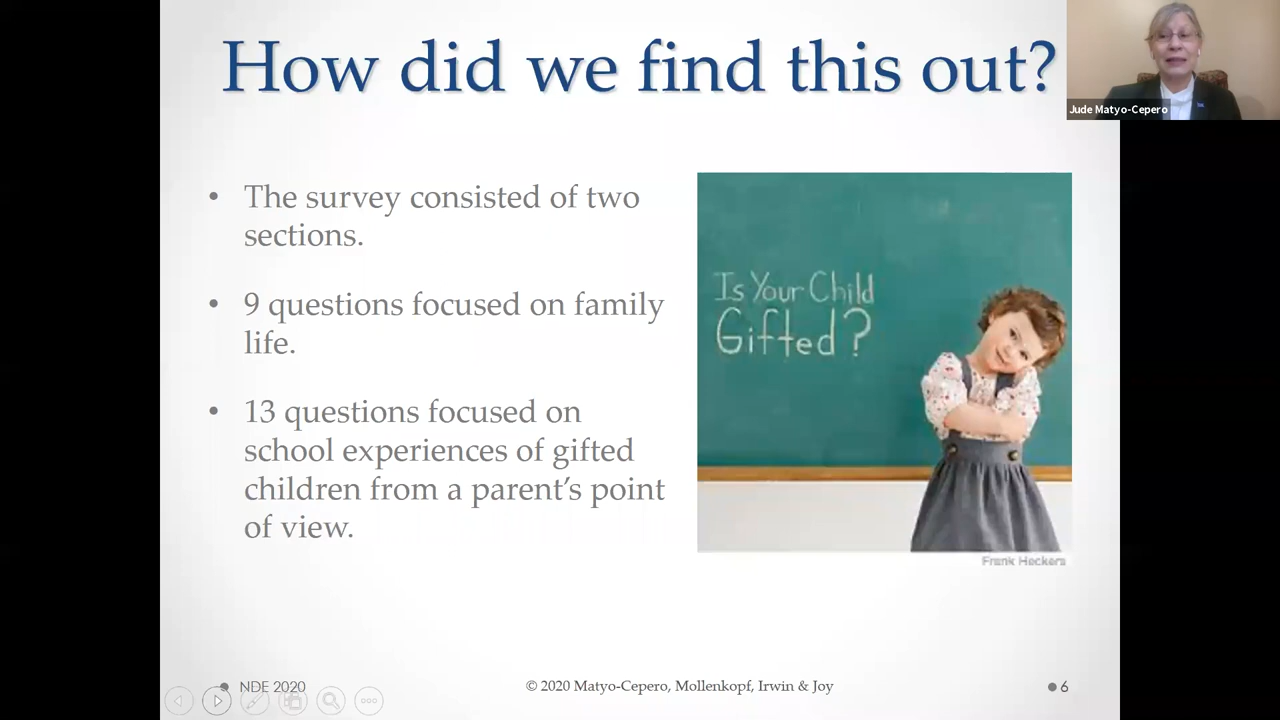 How did we find this out?
Jude Matyo-Cepero
• The survey consisted of two
sections.
• 9 questions focused on family
life.
• 13 questions focused on
school experiences of gifted
children from a parent's point
of view.
Is Your Child
Gifted?
Frank Heckers
NDE 2020
© 2020 Matyo-Cepero, Mollenkopf, Irwin & Joy
6